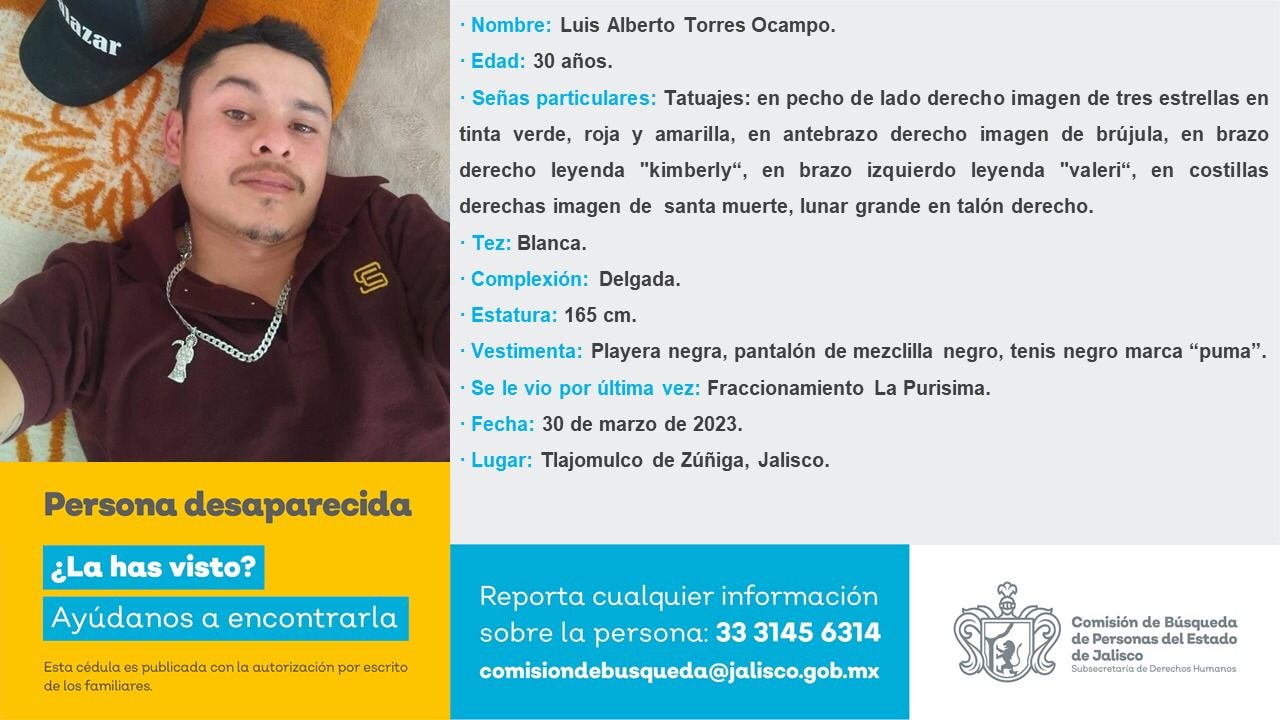 lazar
· Nombre: Luis Alberto Torres Ocampo.
· Edad: 30 años.
· Señas particulares: Tatuajes: en pecho de lado derecho imagen de tres estrellas en
tinta verde, roja y amarilla, en antebrazo derecho imagen de brújula, en brazo
derecho leyenda "kimberly“, en brazo izquierdo leyenda "valeri“, en costillas
derechas imagen de santa muerte, lunar grande en talón derecho.
· Tez: Blanca.
· Complexión: Delgada.
· Estatura: 165 cm.
· Vestimenta: Playera negra, pantalón de mezclilla negro, tenis negro marca “puma”.
· Se le vio por última vez: Fraccionamiento La Purisima.
· Fecha: 30 de marzo de 2023.
· Lugar: Tlajomulco de Zúñiga, Jalisco.
Persona desaparecida
¿La has visto?
Ayúdanos a encontrarla
Esta cédula es publicada con la autorización por escrito
de los familiares.
Reporta cualquier información
sobre la persona: 33 3145 6314
comisiondebusqueda@jalisco.gob.mx
Comisión de Búsqueda
de Personas del Estado
de Jalisco
Subsecretaría de Derechos Humanos